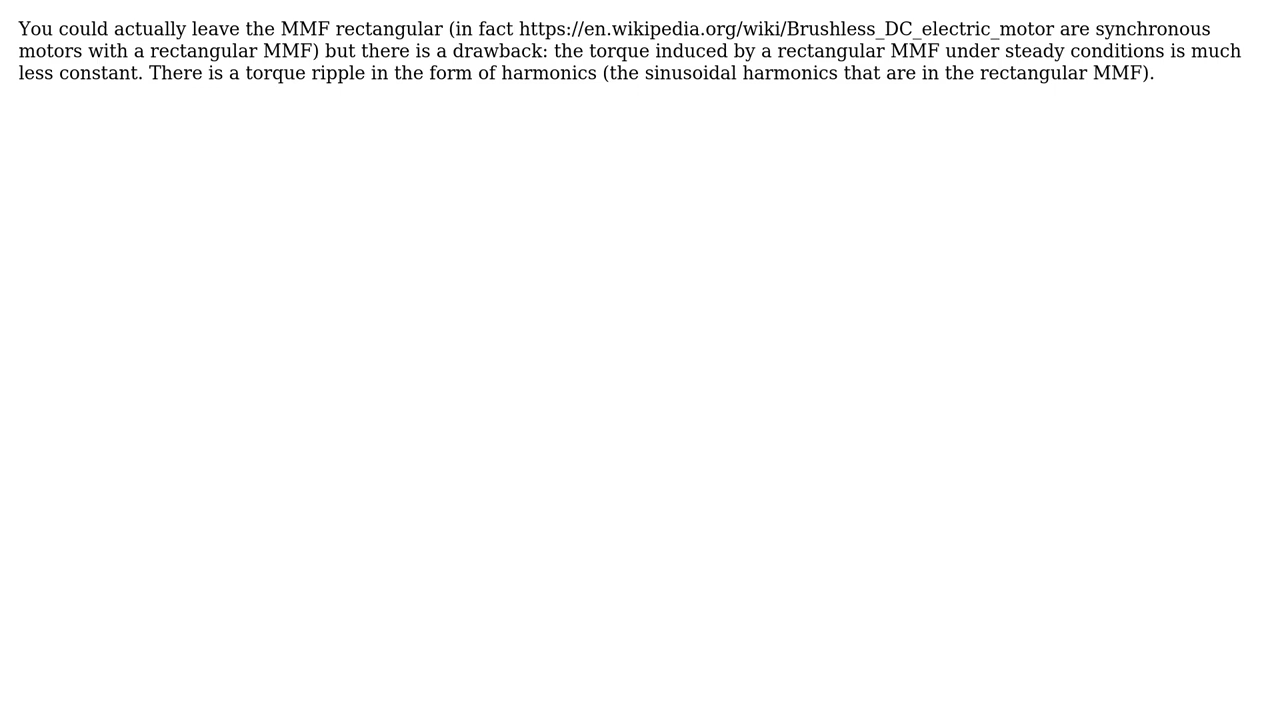 You could actually leave the MMF rectangular (in fact https://en.wikipedia.org/wiki/Brushless_DC_electric_motor are synchronous
motors with a rectangular MMF) but there is a drawback: the torque induced by a rectangular MMF under steady conditions is much
less constant. There is a torque ripple in the form of harmonics (the sinusoidal harmonics that are in the rectangular MMF).